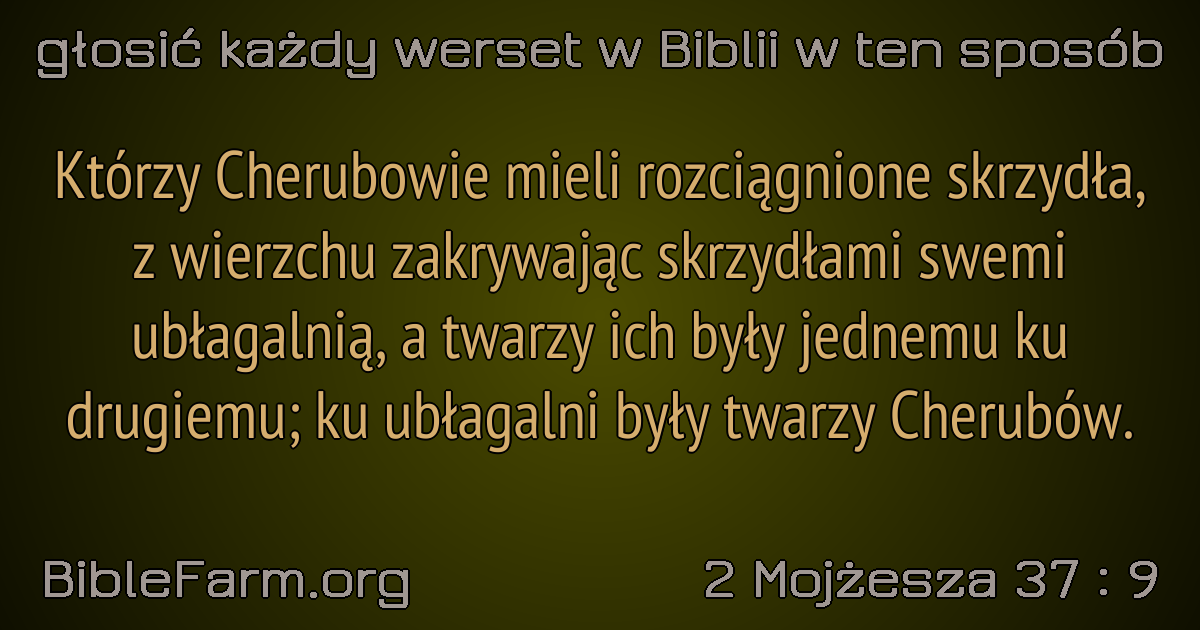 głosić każdy werset w Biblii w ten sposób
Którzy Cherubowie mieli rozciągnione skrzydła,
z wierzchu zakrywając skrzydłami swemi
ubłagalnią, a twarzy ich były jednemu ku
drugiemu; ku ubłagalni były twarzy Cherubów.
BibleFarm.org
2 Mojżesza 37 : 9